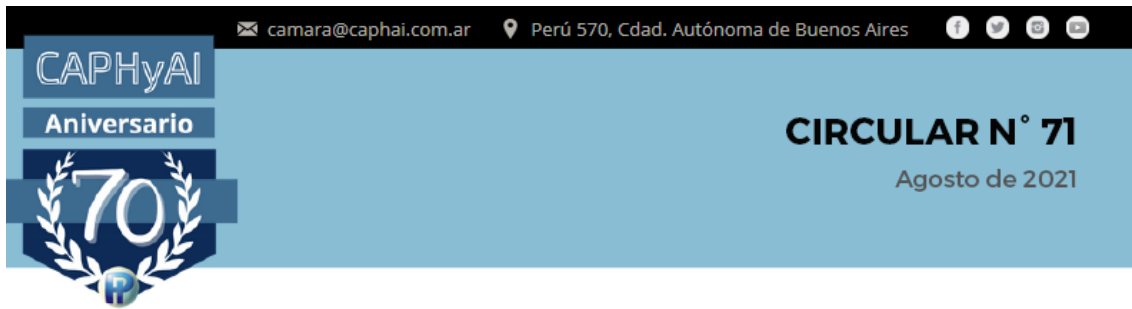 camara@caphai.com.ar Perú 570, Cdad. Autónoma de Buenos Aires
CAPHyAI
Aniversario
70
CIRCULAR N° 71
Agosto de 2021